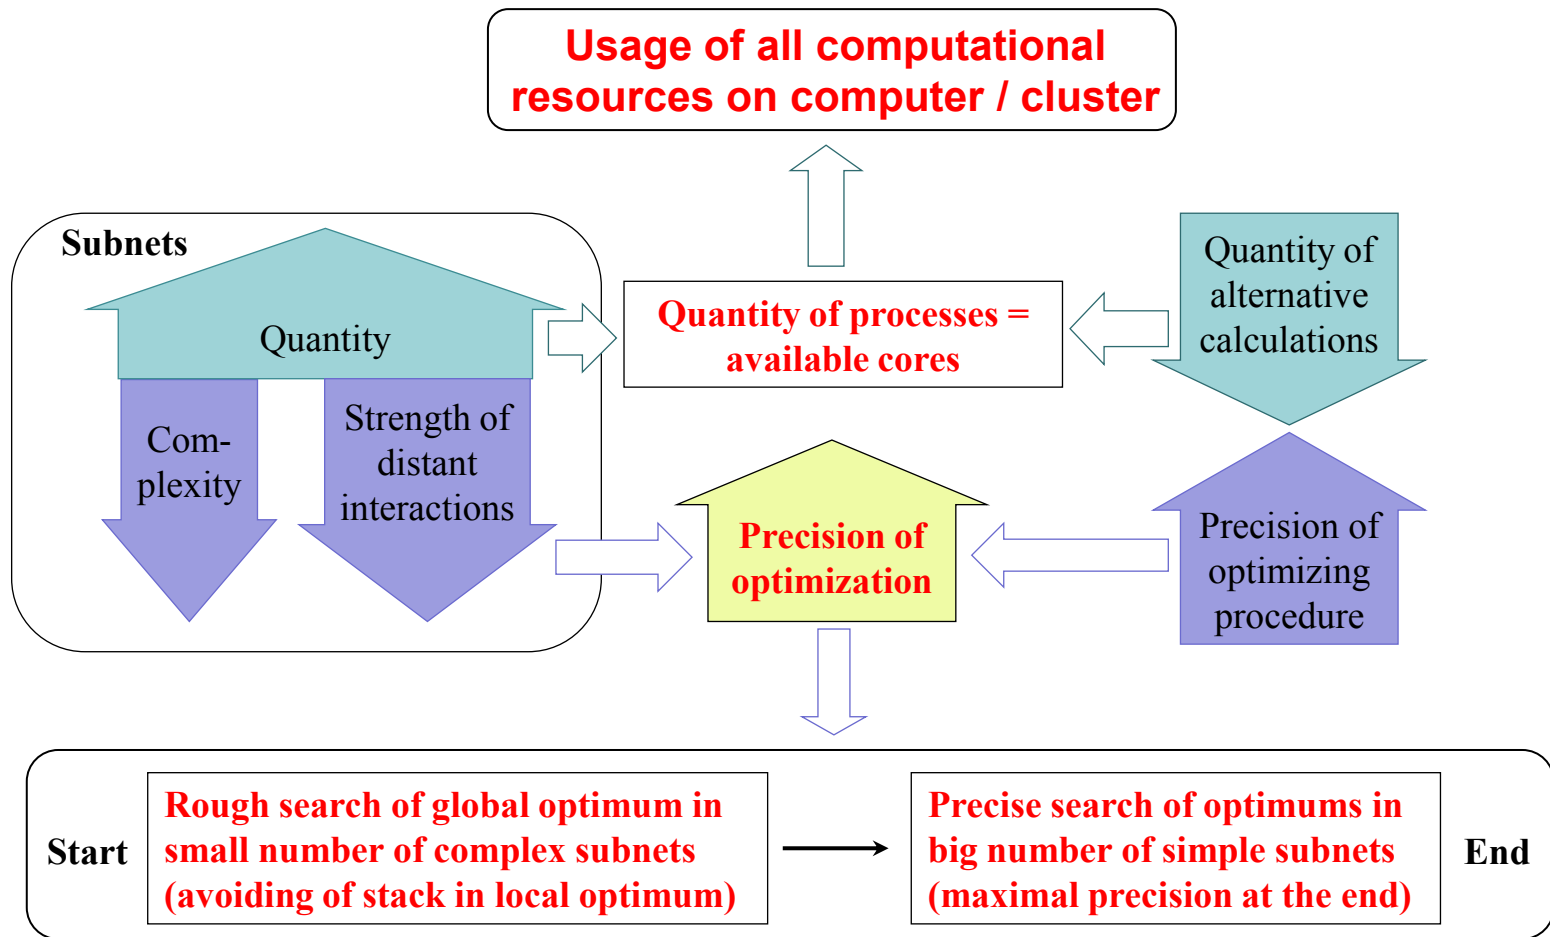 Usage of all computational
resources on computer / cluster
Subnets
Quantity
Com-
plexity
Strength of
distant
interactions
Quantity of processes =
available cores
Quantity of
alternative
calculations
Precision of
optimization
Precision of
optimizing
procedure
Start
Rough search of global optimum in
small number of complex subnets
(avoiding of stack in local optimum)
Precise search of optimums in
big number of simple subnets
(maximal precision at the end)
End